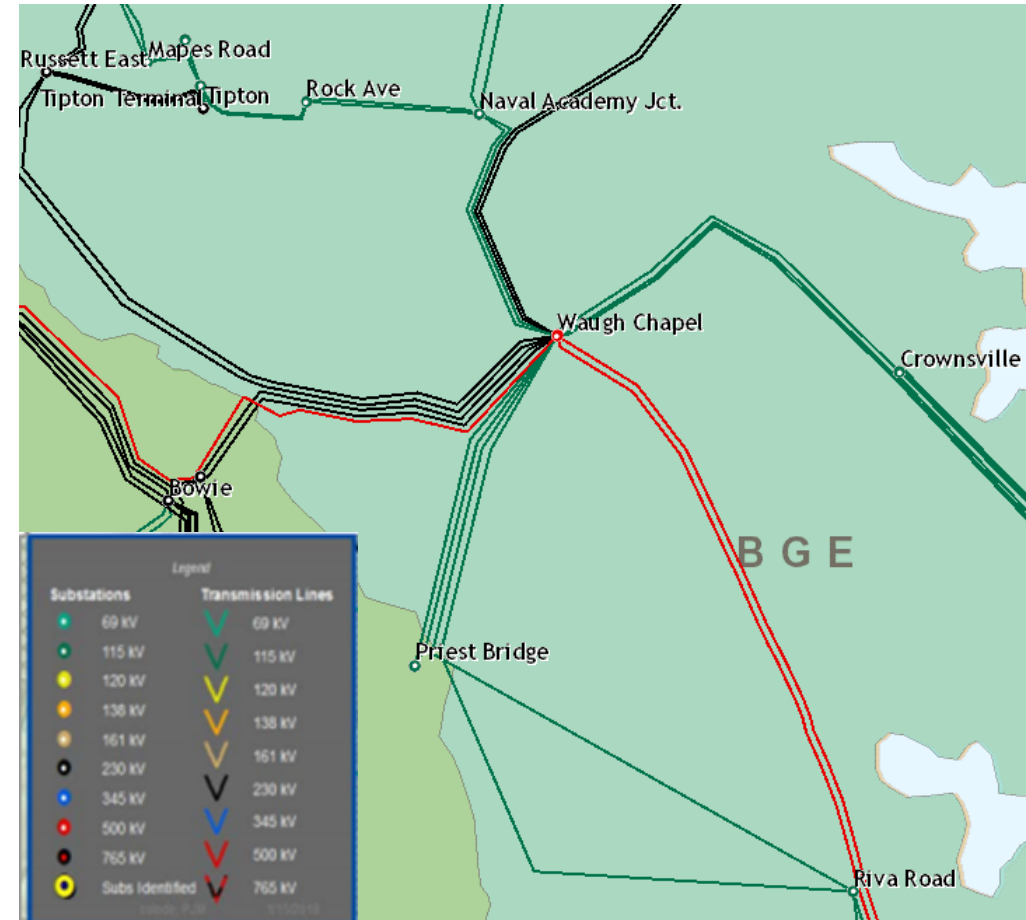 Russett East
Mapes Road
Tipton Terminal
Tipton
Rock Ave
Naval Academy Jct.
Waugh Chapel
Crownsville
Bowie
BGE
Priest Bridge
Riva Road
Legend
Substations
Transmission Lines
69 kV
69 kV
115 kV
115 kV
120 kV
120 kV
138 kV
138 kV
161 kV
161 kV
230 kV
230 kV
345 kV
345 kV
500 kV
500 kV
765 kV
765 kV
Subs Identified